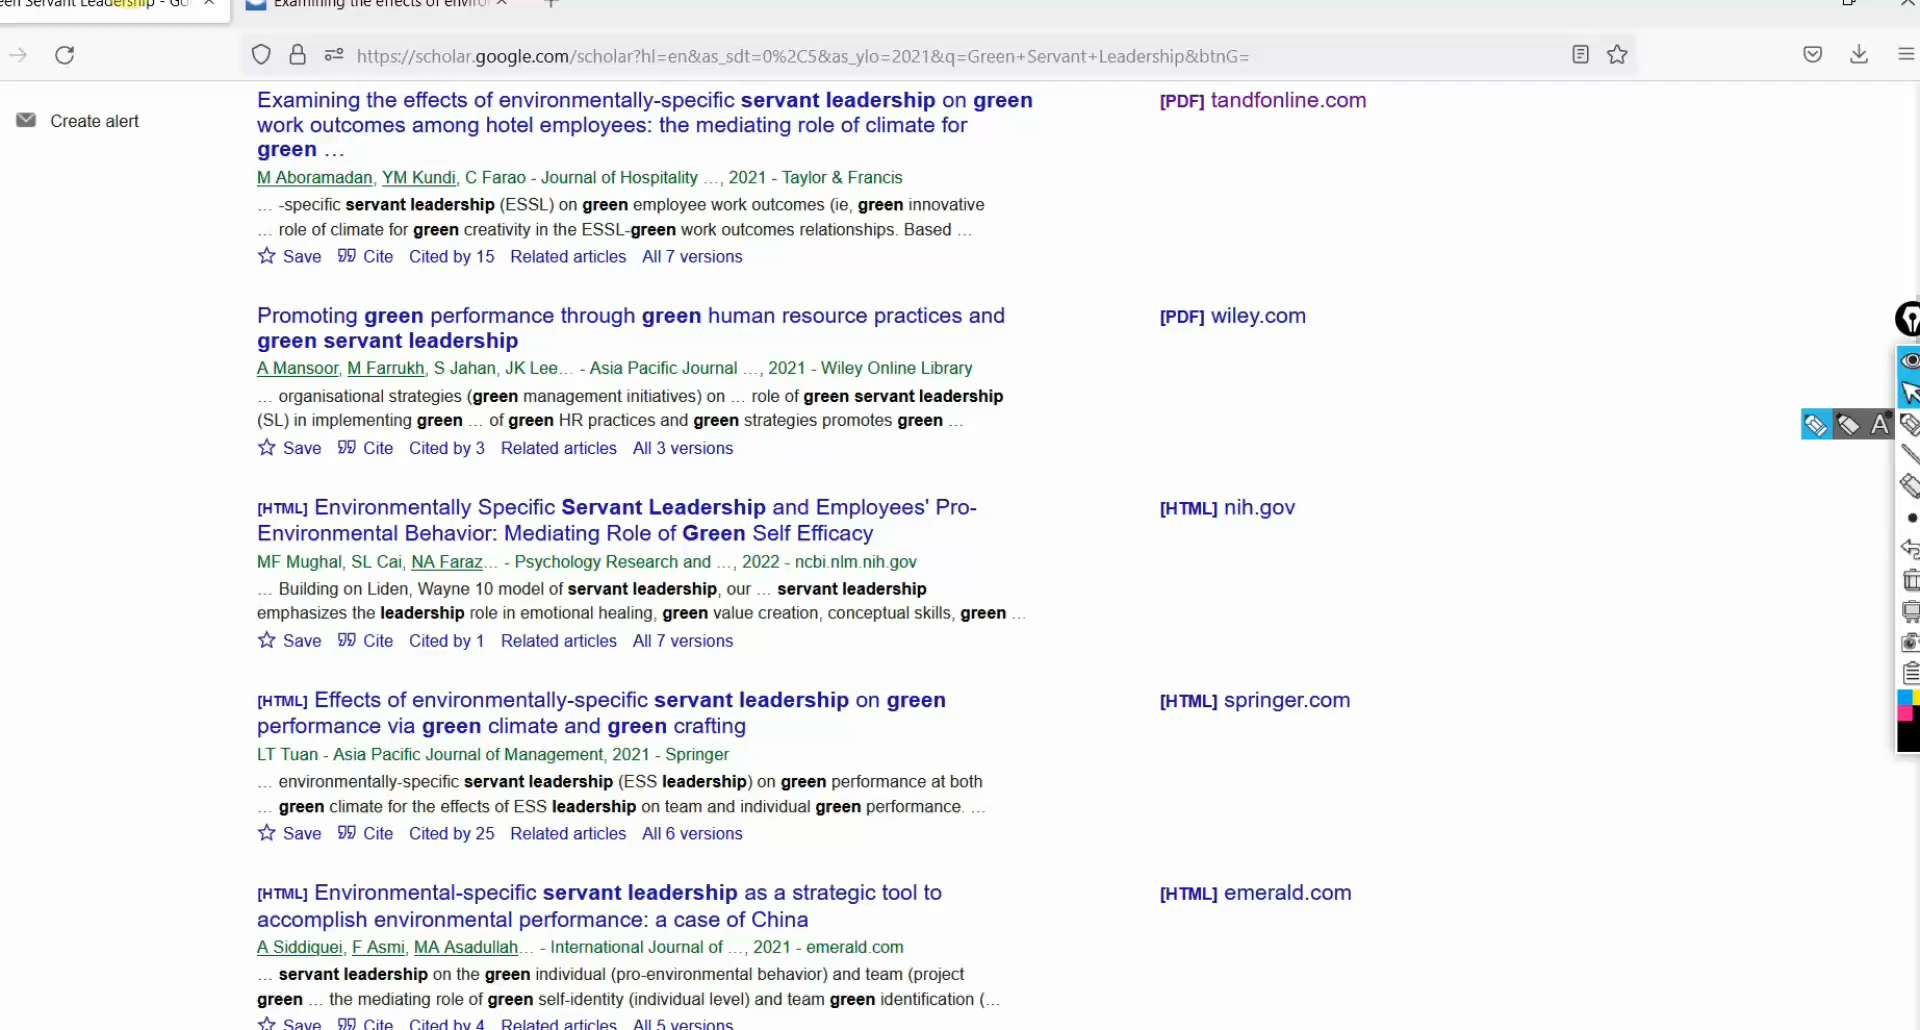 een Servant Leadership - Go
Examining the effects of enviro
https://scholar.google.com/scholar?hl=en&as_sdt=0%2C5&as_ylo=2021&q=Green+Servant+Leadership&btnG=
Create alert
Examining the effects of environmentally-specific servant leadership on green
work outcomes among hotel employees: the mediating role of climate for
green …
[PDF] tandfonline.com
M Aboramadan, YM Kundi, C Farao - Journal of Hospitality …, 2021 - Taylor & Francis
… -specific servant leadership (ESSL) on green employee work outcomes (ie, green innovative
… role of climate for green creativity in the ESSL-green work outcomes relationships. Based …
Save Cite Cited by 15 Related articles All 7 versions
Promoting green performance through green human resource practices and
green servant leadership
[PDF] wiley.com
A Mansoor, M Farrukh, S Jahan, JK Lee… - Asia Pacific Journal …, 2021 - Wiley Online Library
… organisational strategies (green management initiatives) on … role of green servant leadership
(SL) in implementing green … of green HR practices and green strategies promotes green …
Save Cite Cited by 3 Related articles All 3 versions
[HTML] Environmentally Specific Servant Leadership and Employees' Pro-
Environmental Behavior: Mediating Role of Green Self Efficacy
[HTML] nih.gov
MF Mughal, SL Cai, NA Faraz… - Psychology Research and …, 2022 - ncbi.nlm.nih.gov
… Building on Liden, Wayne 10 model of servant leadership, our … servant leadership
emphasizes the leadership role in emotional healing, green value creation, conceptual skills, green …
Save Cite Cited by 1 Related articles All 7 versions
[HTML] Effects of environmentally-specific servant leadership on green
performance via green climate and green crafting
[HTML] springer.com
LT Tuan - Asia Pacific Journal of Management, 2021 - Springer
… environmentally-specific servant leadership (ESS leadership) on green performance at both
… green climate for the effects of ESS leadership on team and individual green performance. …
Save Cite Cited by 25 Related articles All 6 versions
[HTML] Environmental-specific servant leadership as a strategic tool to
accomplish environmental performance: a case of China
[HTML] emerald.com
A Siddiquei, F Asmi, MA Asadullah… - International Journal of …, 2021 - emerald.com
… servant leadership on the green individual (pro-environmental behavior) and team (project
green … the mediating role of green self-identity (individual level) and team green identification (…
Save Cite Cited by 4 Related articles All 5 versions
A